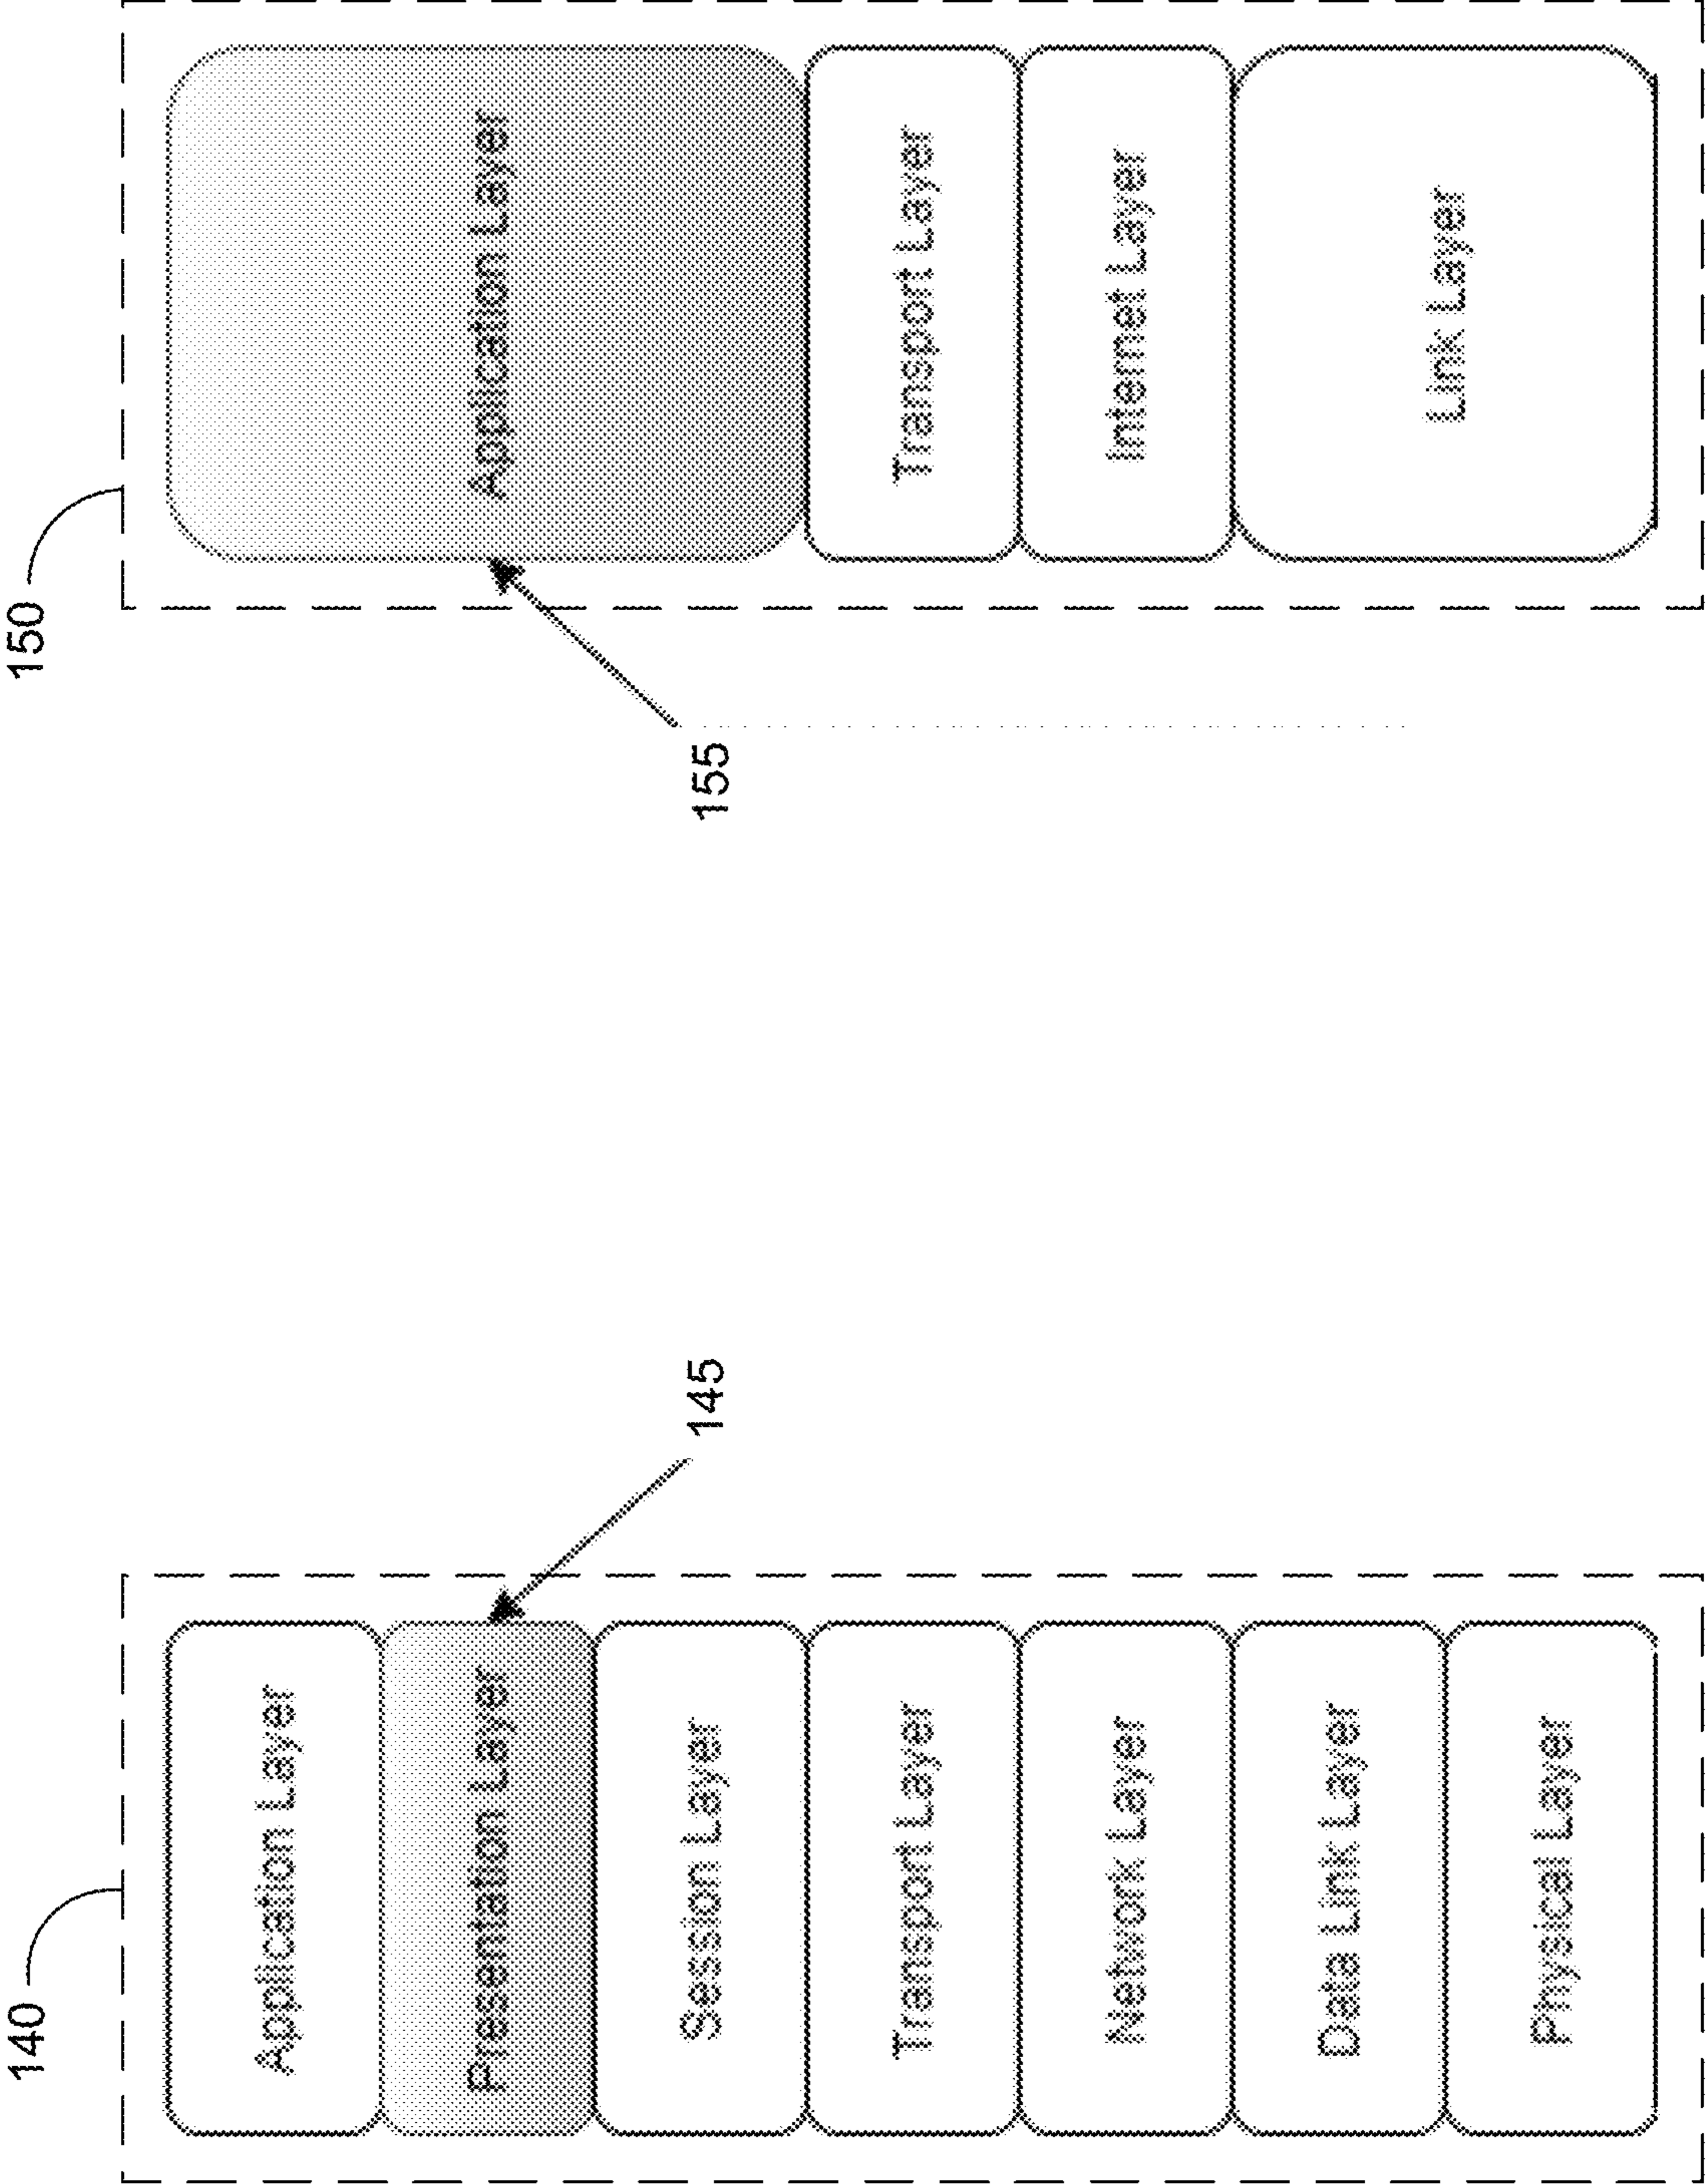 140
Application Layer
Presentation Layer
145
Session Layer
Transport Layer
Network Layer
Data Link Layer
Physical Layer
150
Application Layer
155
Transport Layer
Internet Layer
Link Layer